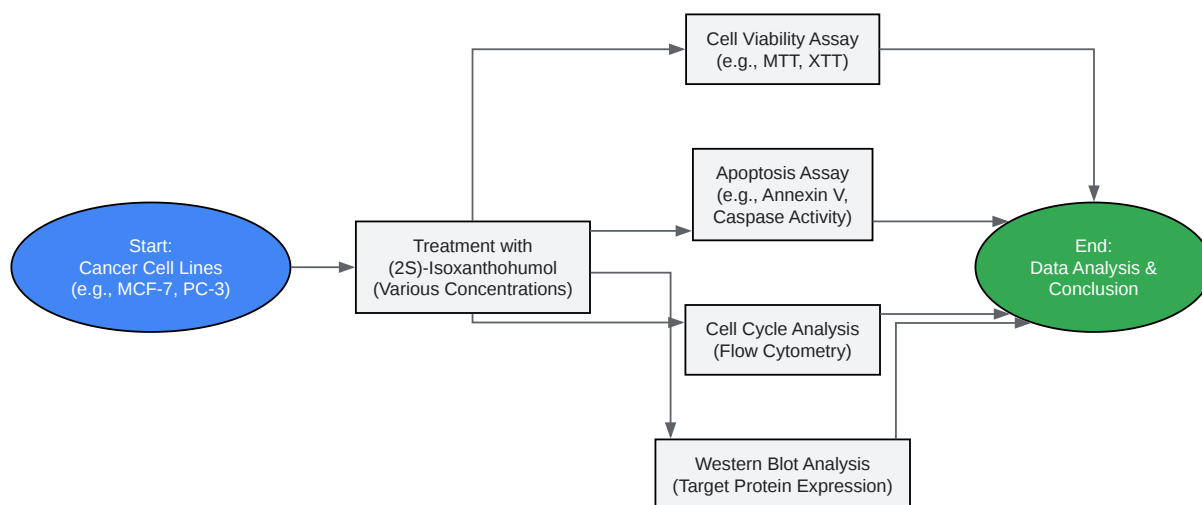 Start:
Cancer Cell Lines
(e.g., MCF-7, PC-3)
Treatment with
(2S)-Isoxanthohumol
(Various Concentrations)
Cell Viability Assay
(e.g., MTT, XTT)
Apoptosis Assay
(e.g., Annexin V,
Caspase Activity)
Cell Cycle Analysis
(Flow Cytometry)
Western Blot Analysis
(Target Protein Expression)
End:
Data Analysis &
Conclusion